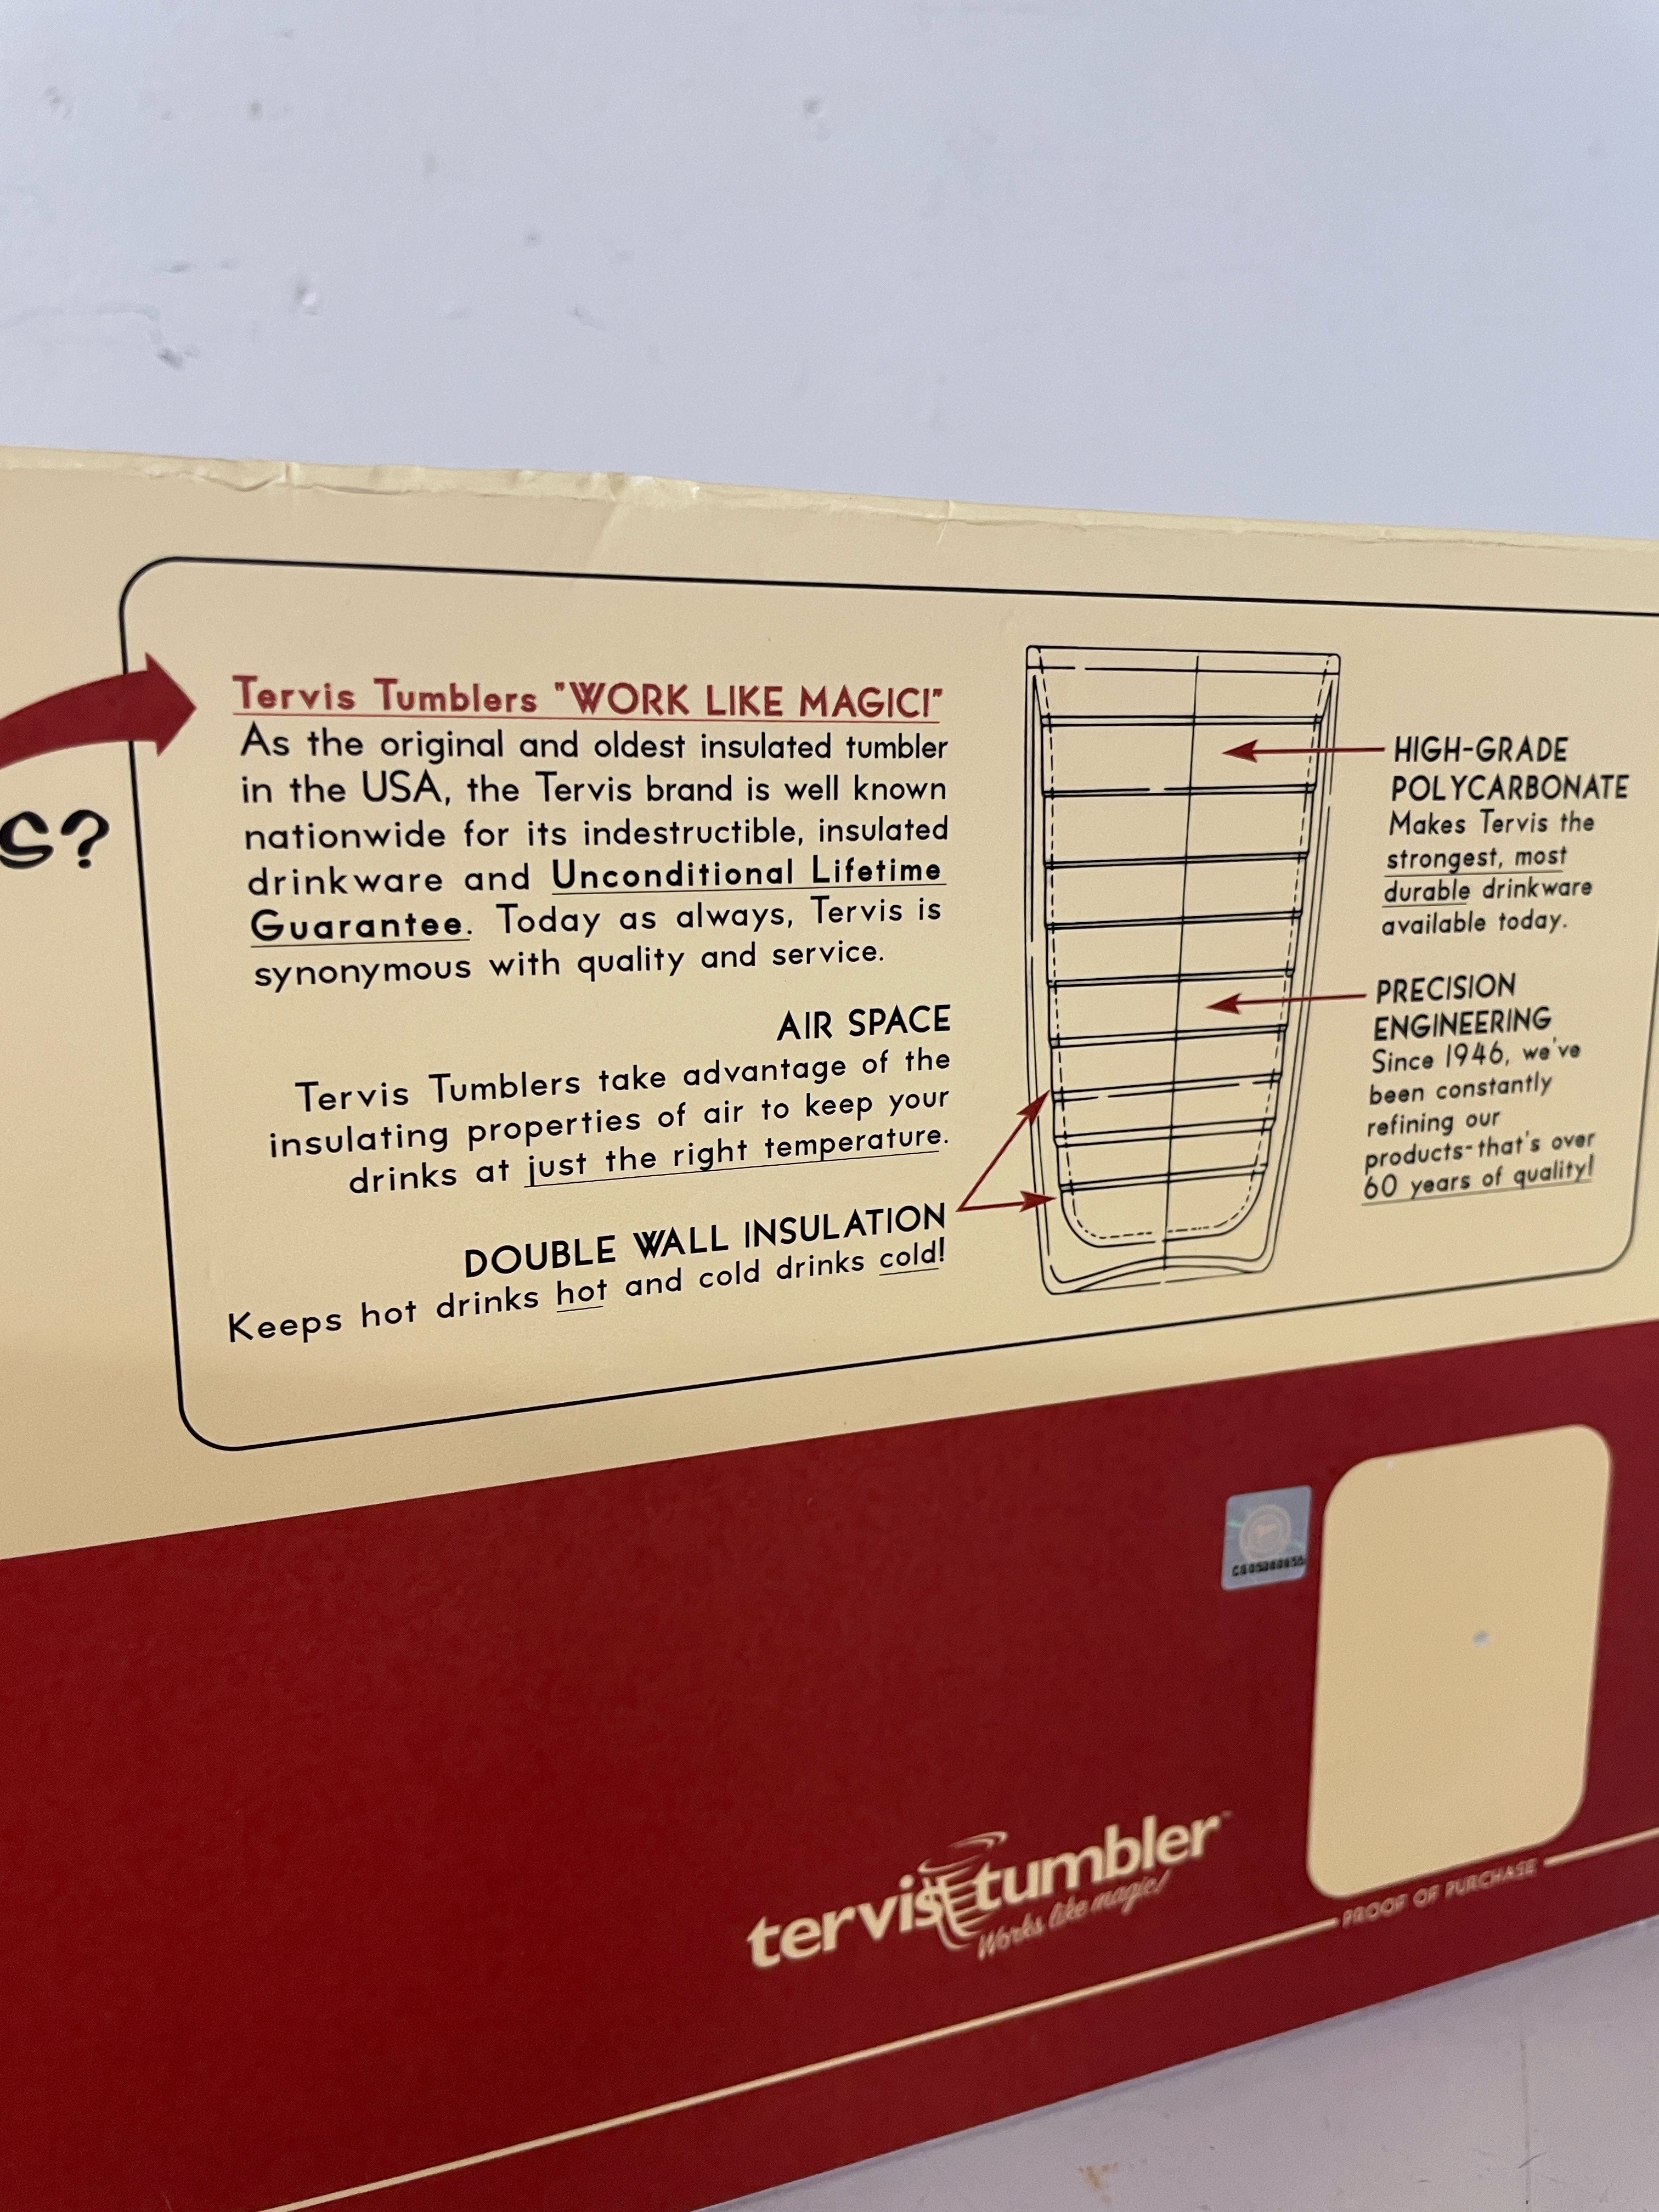 s?
Tervis Tumblers "WORK LIKE MAGIC!"
As the original and oldest insulated tumbler
in the USA, the Tervis brand is well known
nationwide for its indestructible, insulated
drinkware and Unconditional Lifetime
Guarantee. Today as always, Tervis is
synonymous with quality and service.
AIR SPACE
Tervis Tumblers take advantage of the
insulating properties of air to keep your
drinks at just the right temperature.
DOUBLE WALL INSULATION
Keeps hot drinks hot and cold drinks cold!
HIGH-GRADE
POLYCARBONATE
Makes Tervis the
strongest, most
durable drinkware
available today.
PRECISION
ENGINEERING
Since 1946, we've
been constantly
refining our
products-that's over
60 years of quality!
tervis tumbler™
Works like magic!
PROOF OF PURCHASE